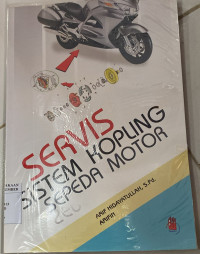 SERVIS
SISTEM KOPLING
SEPEDA MOTOR
ARIF HIDAYATULLAH, S.Pd.
ARIFIN